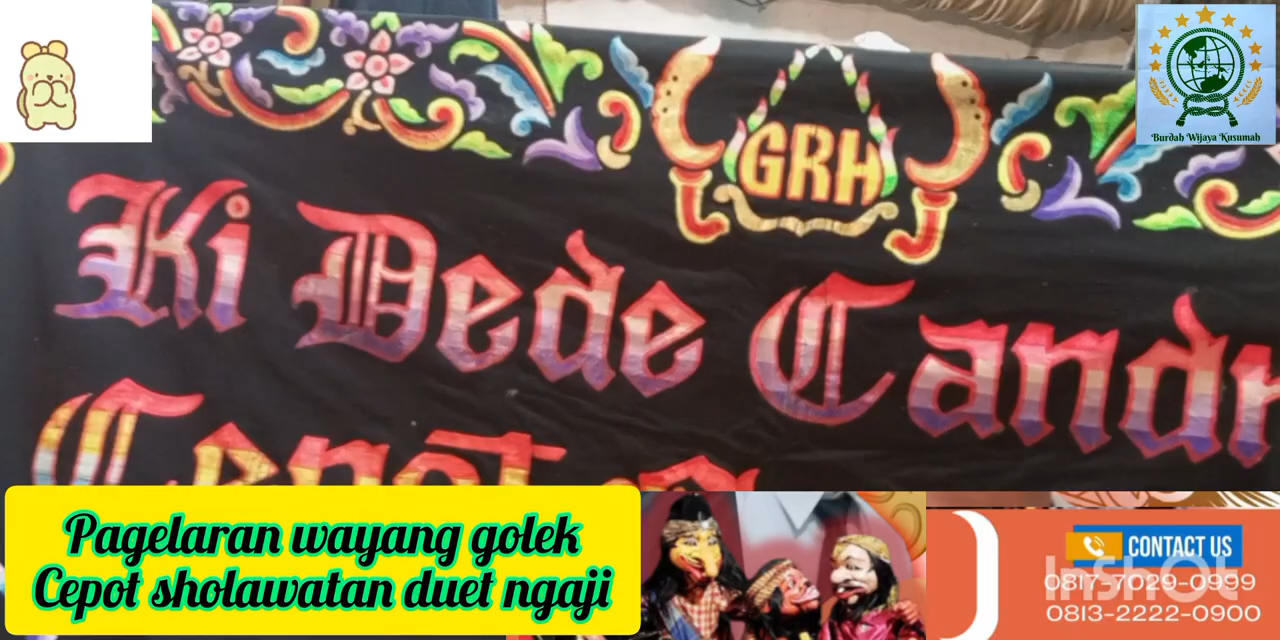 GRH
Burdah Wijaya Kusumah
Ki Dede Candr
Cepot
Pagelaran wayang golek
Cepot sholawatan duet ngaji
CONTACT US
0817-7029-0999
InShOt
0813-2222-0900